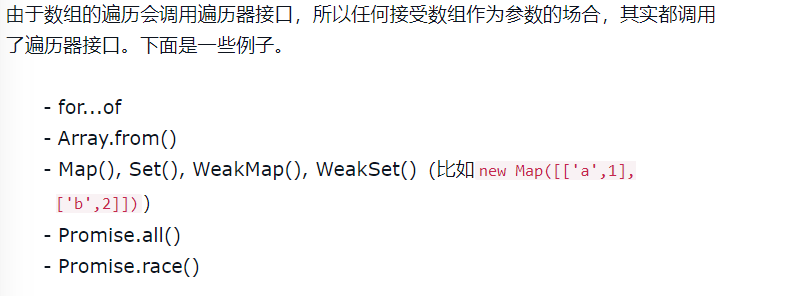 由于数组的遍历会调用遍历器接口，所以任何接受数组作为参数的场合，其实都调用
了遍历器接口。下面是一些例子。
- for...of
- Array.from()
- Map(), Set(), WeakMap(), WeakSet()（比如new Map([['a',1],
['b',2]])）
- Promise.all()
- Promise.race()